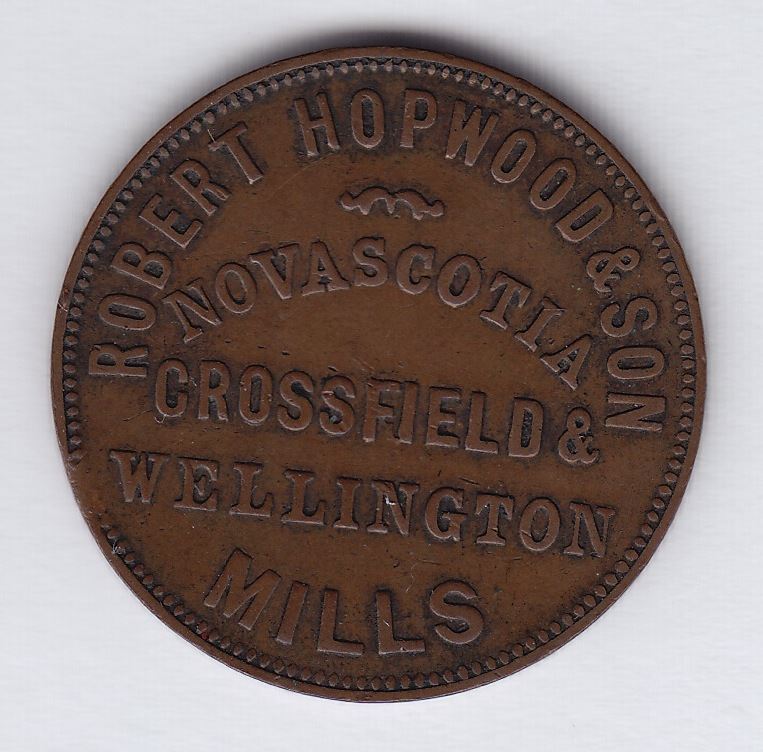 ROBERT HOPWOOD & SON
NOVASCOTIA
CROSSFIELD &
WELLINGTON
MILLS